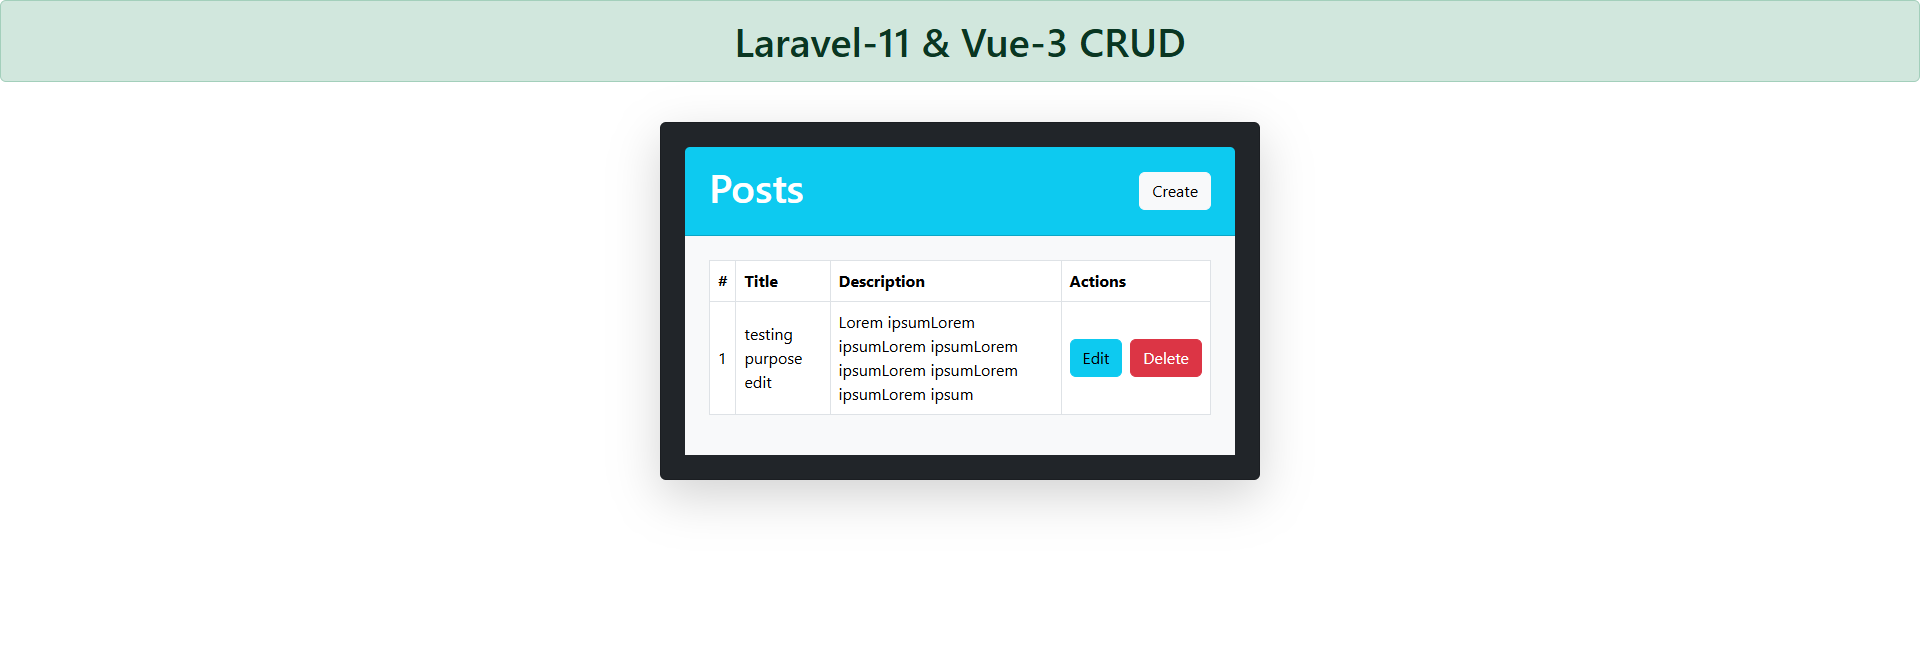 Laravel-11 & Vue-3 CRUD
Posts
Create
# Title Description Actions
1
testing
purpose
edit
Lorem ipsumLorem
ipsumLorem ipsumLorem
ipsumLorem ipsumLorem
ipsumLorem ipsum
Edit Delete